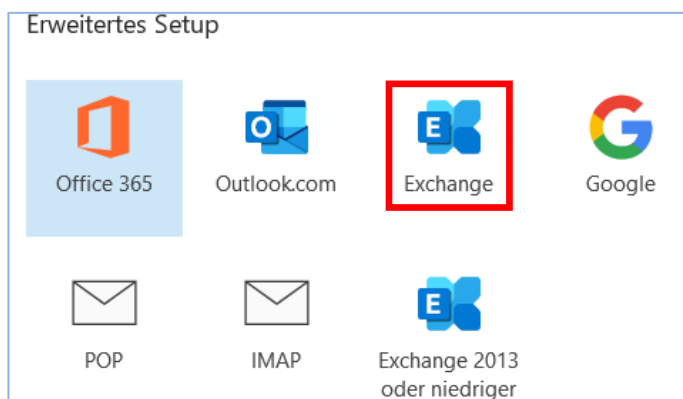 Erweitertes Setup
Office 365
Outlook.com
Exchange
Google
POP
IMAP
Exchange 2013
oder niedriger